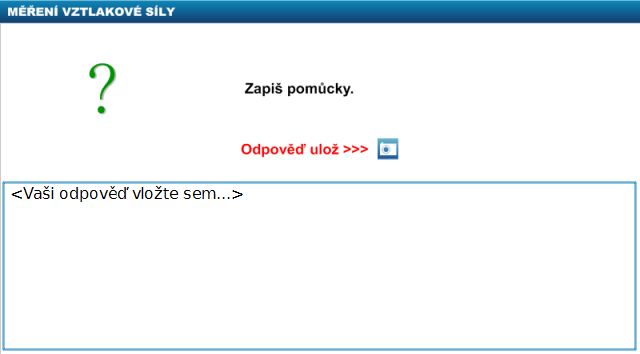 MĚŘENÍ VZTLAKOVÉ SÍLY
?
Zapiš pomůcky.
Odpověď ulož >>>
<Vaši odpověď vložte sem...>